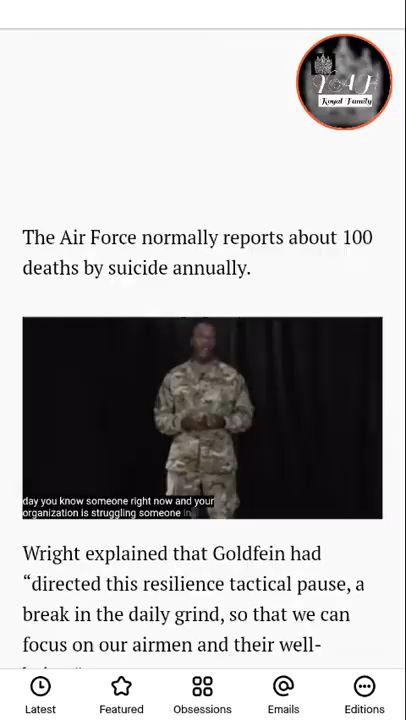 Royal Family
The Air Force normally reports about 100
deaths by suicide annually.
day you know someone right now and your
organization is struggling someone in
Wright explained that Goldfein had
“directed this resilience tactical pause, a
break in the daily grind, so that we can
focus on our airmen and their well-
Latest
Featured
Obsessions
Emails
Editions